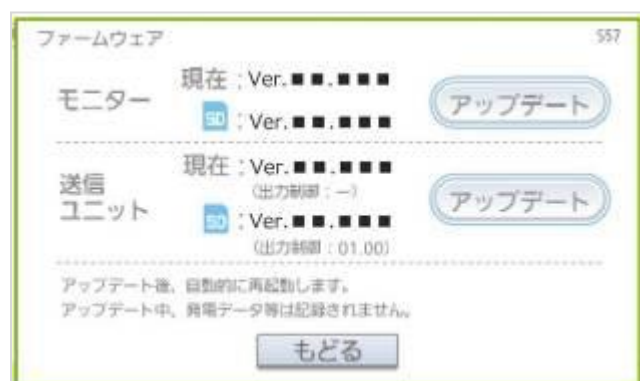 ファームウェア S57
モニター 現在：Ver.■■.■■■ アップデート
SD：Ver.■■.■■■
送信ユニット 現在：Ver.■■.■■■ アップデート
（出力制御：－）
SD：Ver.■■.■■■
（出力制御：01.00）
アップデート後、自動的に再起動します。
アップデート中、発電データ等は記録されません。
もどる